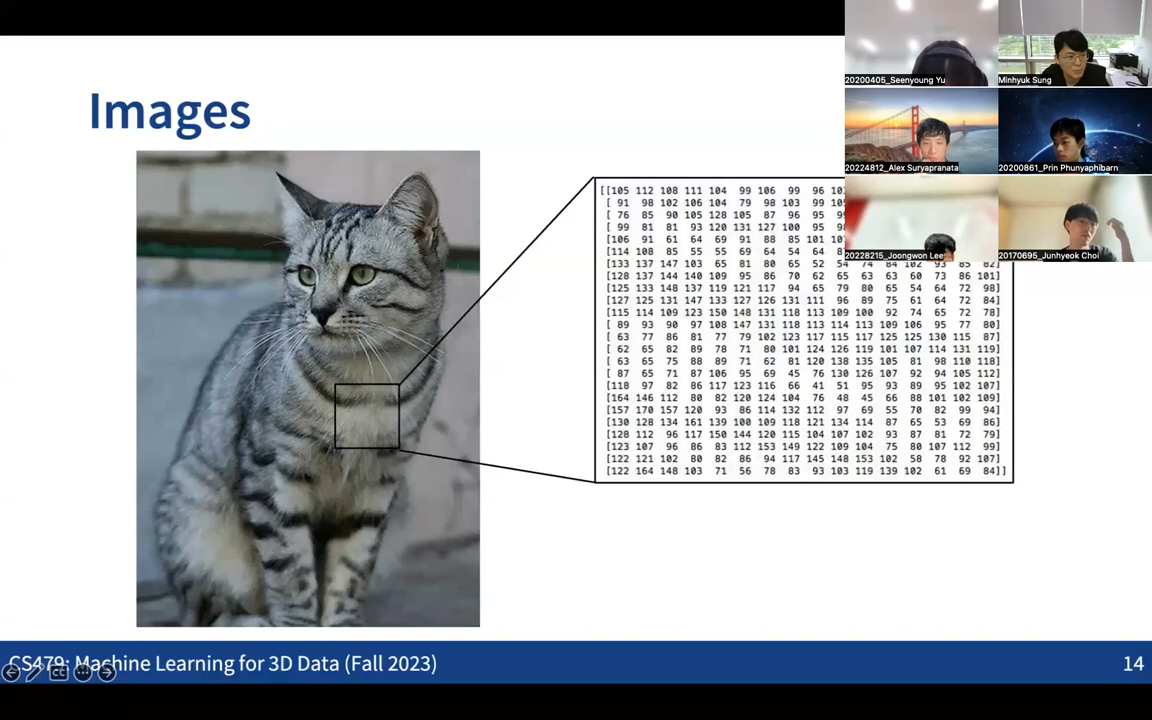 Images
20200405_Seenyoung Yu
Minhyuk Sung
20224812_Alex Suryapranata
20200861_Prin Phunyaphibarn
20228215_Joongwon Lee
20170695_Junhyeok Choi
[[105 112 108 111 104 99 106 99 96
[ 91 98 102 106 104 79 98 103 99
[ 76 85 90 105 128 105 87 96 95
[ 99 81 81 93 120 131 127 100 95
[106 91 61 64 69 91 88 85 101
[114 108 85 55 55 69 64 54 64
[133 137 147 103 65 81 80 65 52 54 74 84 102 93 85 82]
[128 137 144 140 109 95 86 70 62 65 63 63 60 73 86 101]
[125 133 148 137 119 121 117 94 65 79 80 65 54 64 72 98]
[127 125 131 147 133 127 126 131 111 96 89 75 61 64 72 84]
[115 114 109 123 150 148 131 118 113 109 100 92 74 65 72 78]
[ 89 93 90 97 108 147 131 118 113 114 113 109 106 95 77 80]
[ 63 77 86 81 77 79 102 123 117 115 117 125 125 130 115 87]
[ 62 65 82 89 78 71 80 101 124 126 119 101 107 114 131 119]
[ 63 65 75 88 89 71 62 81 120 138 135 105 81 98 110 118]
[ 87 65 71 87 106 95 69 45 76 130 126 107 92 94 105 112]
[118 97 82 86 117 123 116 66 41 51 95 93 89 95 102 107]
[164 146 112 80 82 120 124 104 76 48 45 66 88 101 102 109]
[157 170 157 120 93 86 114 132 112 97 69 55 70 82 99 94]
[130 128 134 161 139 100 109 118 121 134 114 87 65 53 69 86]
[128 112 96 117 150 144 120 115 104 107 102 93 87 81 72 79]
[123 107 96 86 83 112 153 149 122 109 104 75 80 107 112 99]
[122 121 102 80 82 86 94 117 145 148 153 102 58 78 92 107]
[122 164 148 103 71 56 78 83 93 103 119 139 102 61 69 84]]
CS479: Machine Learning for 3D Data (Fall 2023)
14